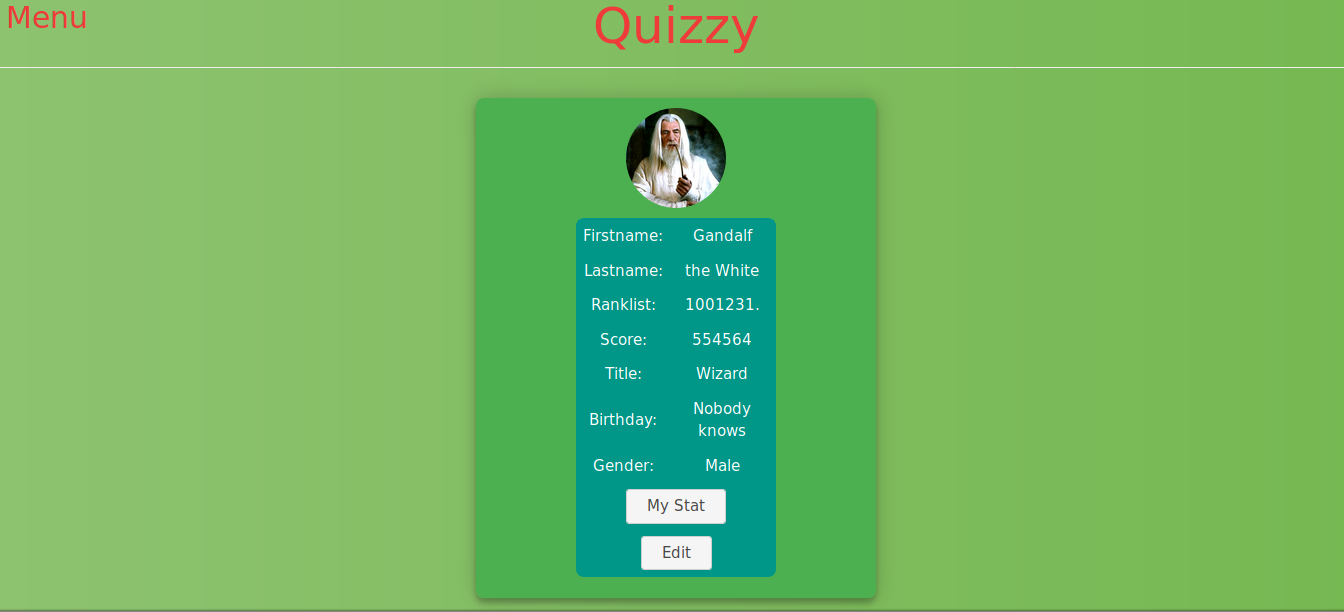 Menu
Quizzy
Firstname: Gandalf
Lastname: the White
Ranklist: 1001231.
Score: 554564
Title: Wizard
Birthday: Nobody
knows
Gender: Male
My Stat
Edit